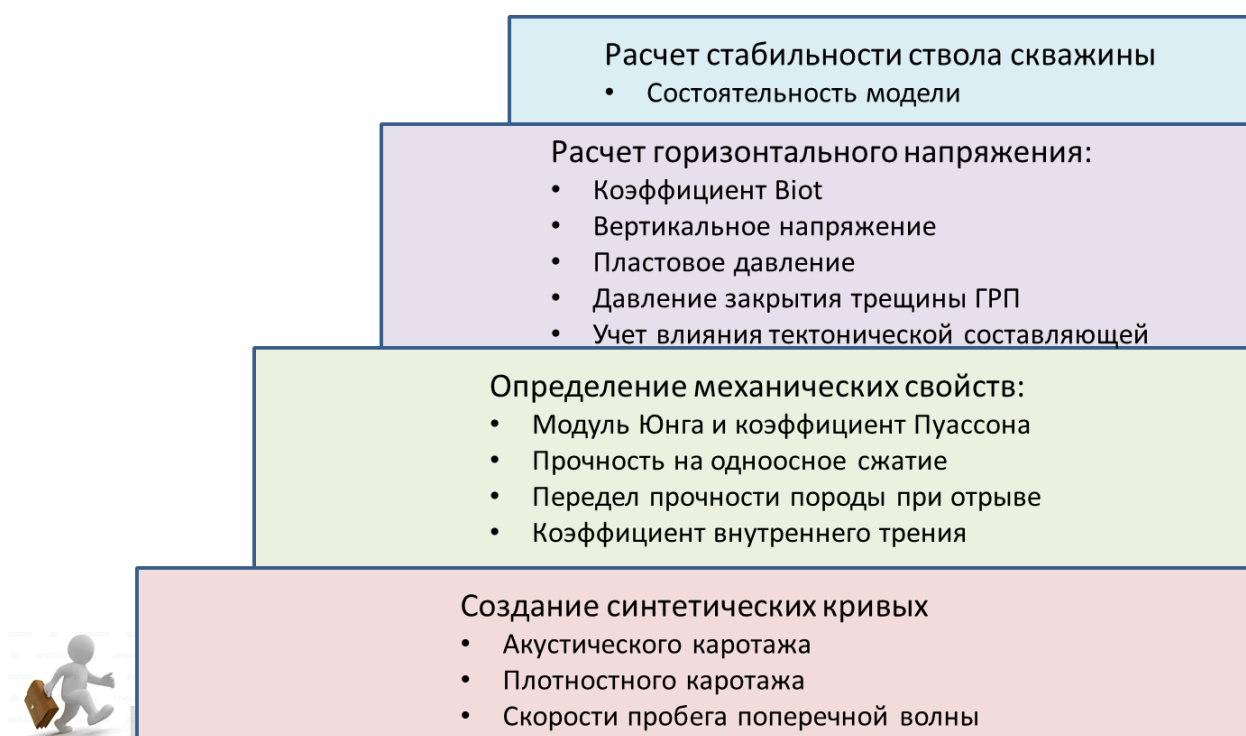 Расчет стабильности ствола скважины
• Состоятельность модели
Расчет горизонтального напряжения:
• Коэффициент Biot
• Вертикальное напряжение
• Пластовое давление
• Давление закрытия трещины ГРП
• Учет влияния тектонической составляющей
Определение механических свойств:
• Модуль Юнга и коэффициент Пуассона
• Прочность на одноосное сжатие
• Передел прочности породы при отрыве
• Коэффициент внутреннего трения
Создание синтетических кривых
• Акустического каротажа
• Плотностного каротажа
• Скорости пробега поперечной волны